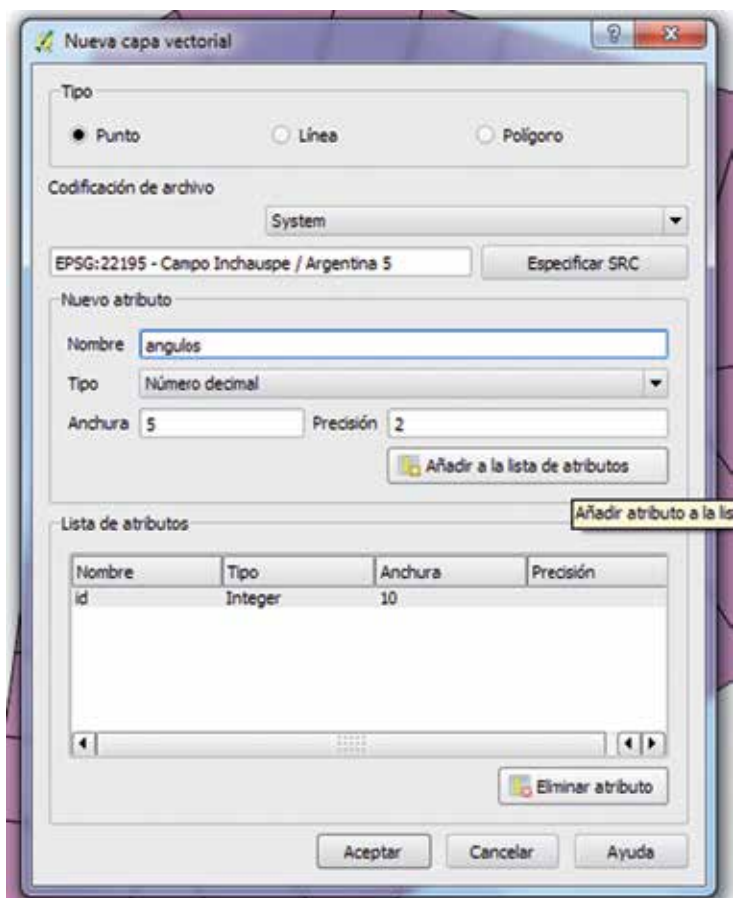 Nueva capa vectorial
Tipo
Punto Línea Polígono
Codificación de archivo
System
EPSG:22195 - Campo Inchauspe / Argentina 5 Especificar SRC
Nuevo atributo
Nombre angulos
Tipo Número decimal
Anchura 5 Precisión 2
Añadir a la lista de atributos
Añadir atributo a la lis
Lista de atributos
Nombre Tipo Anchura Precisión
id Integer 10
Eliminar atributo
Aceptar Cancelar Ayuda